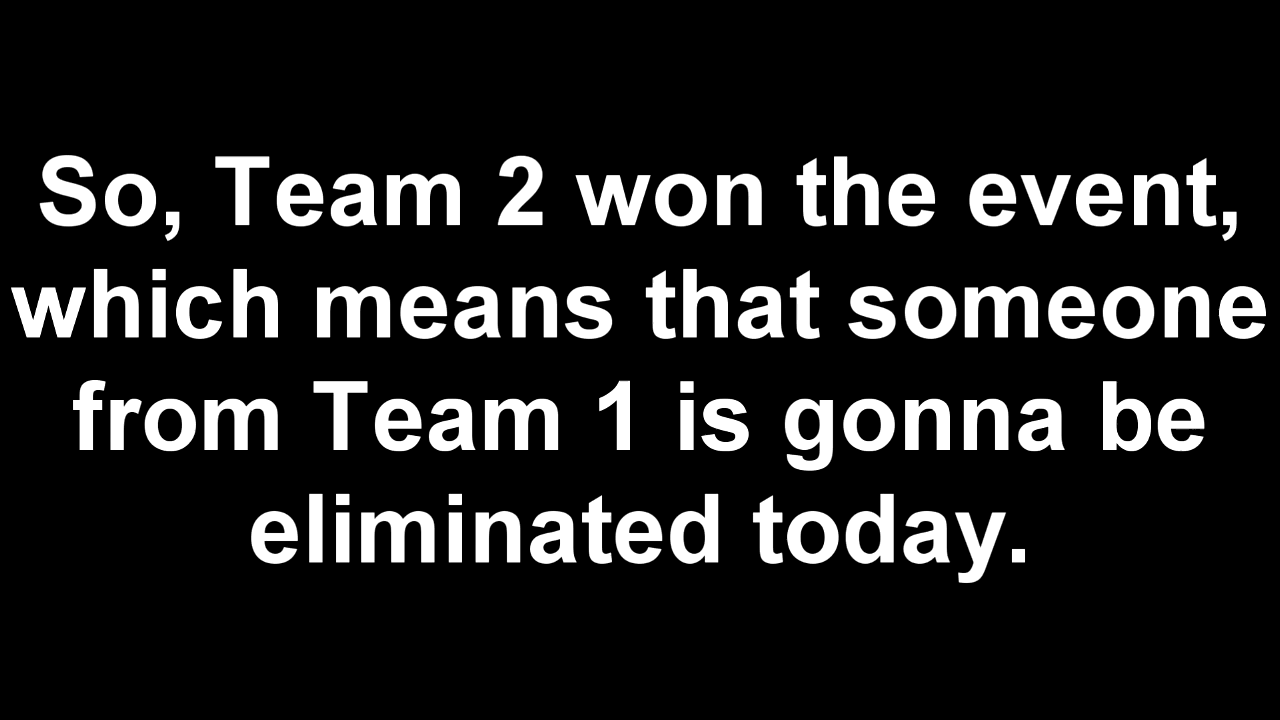 So, Team 2 won the event,
which means that someone
from Team 1 is gonna be
eliminated today.